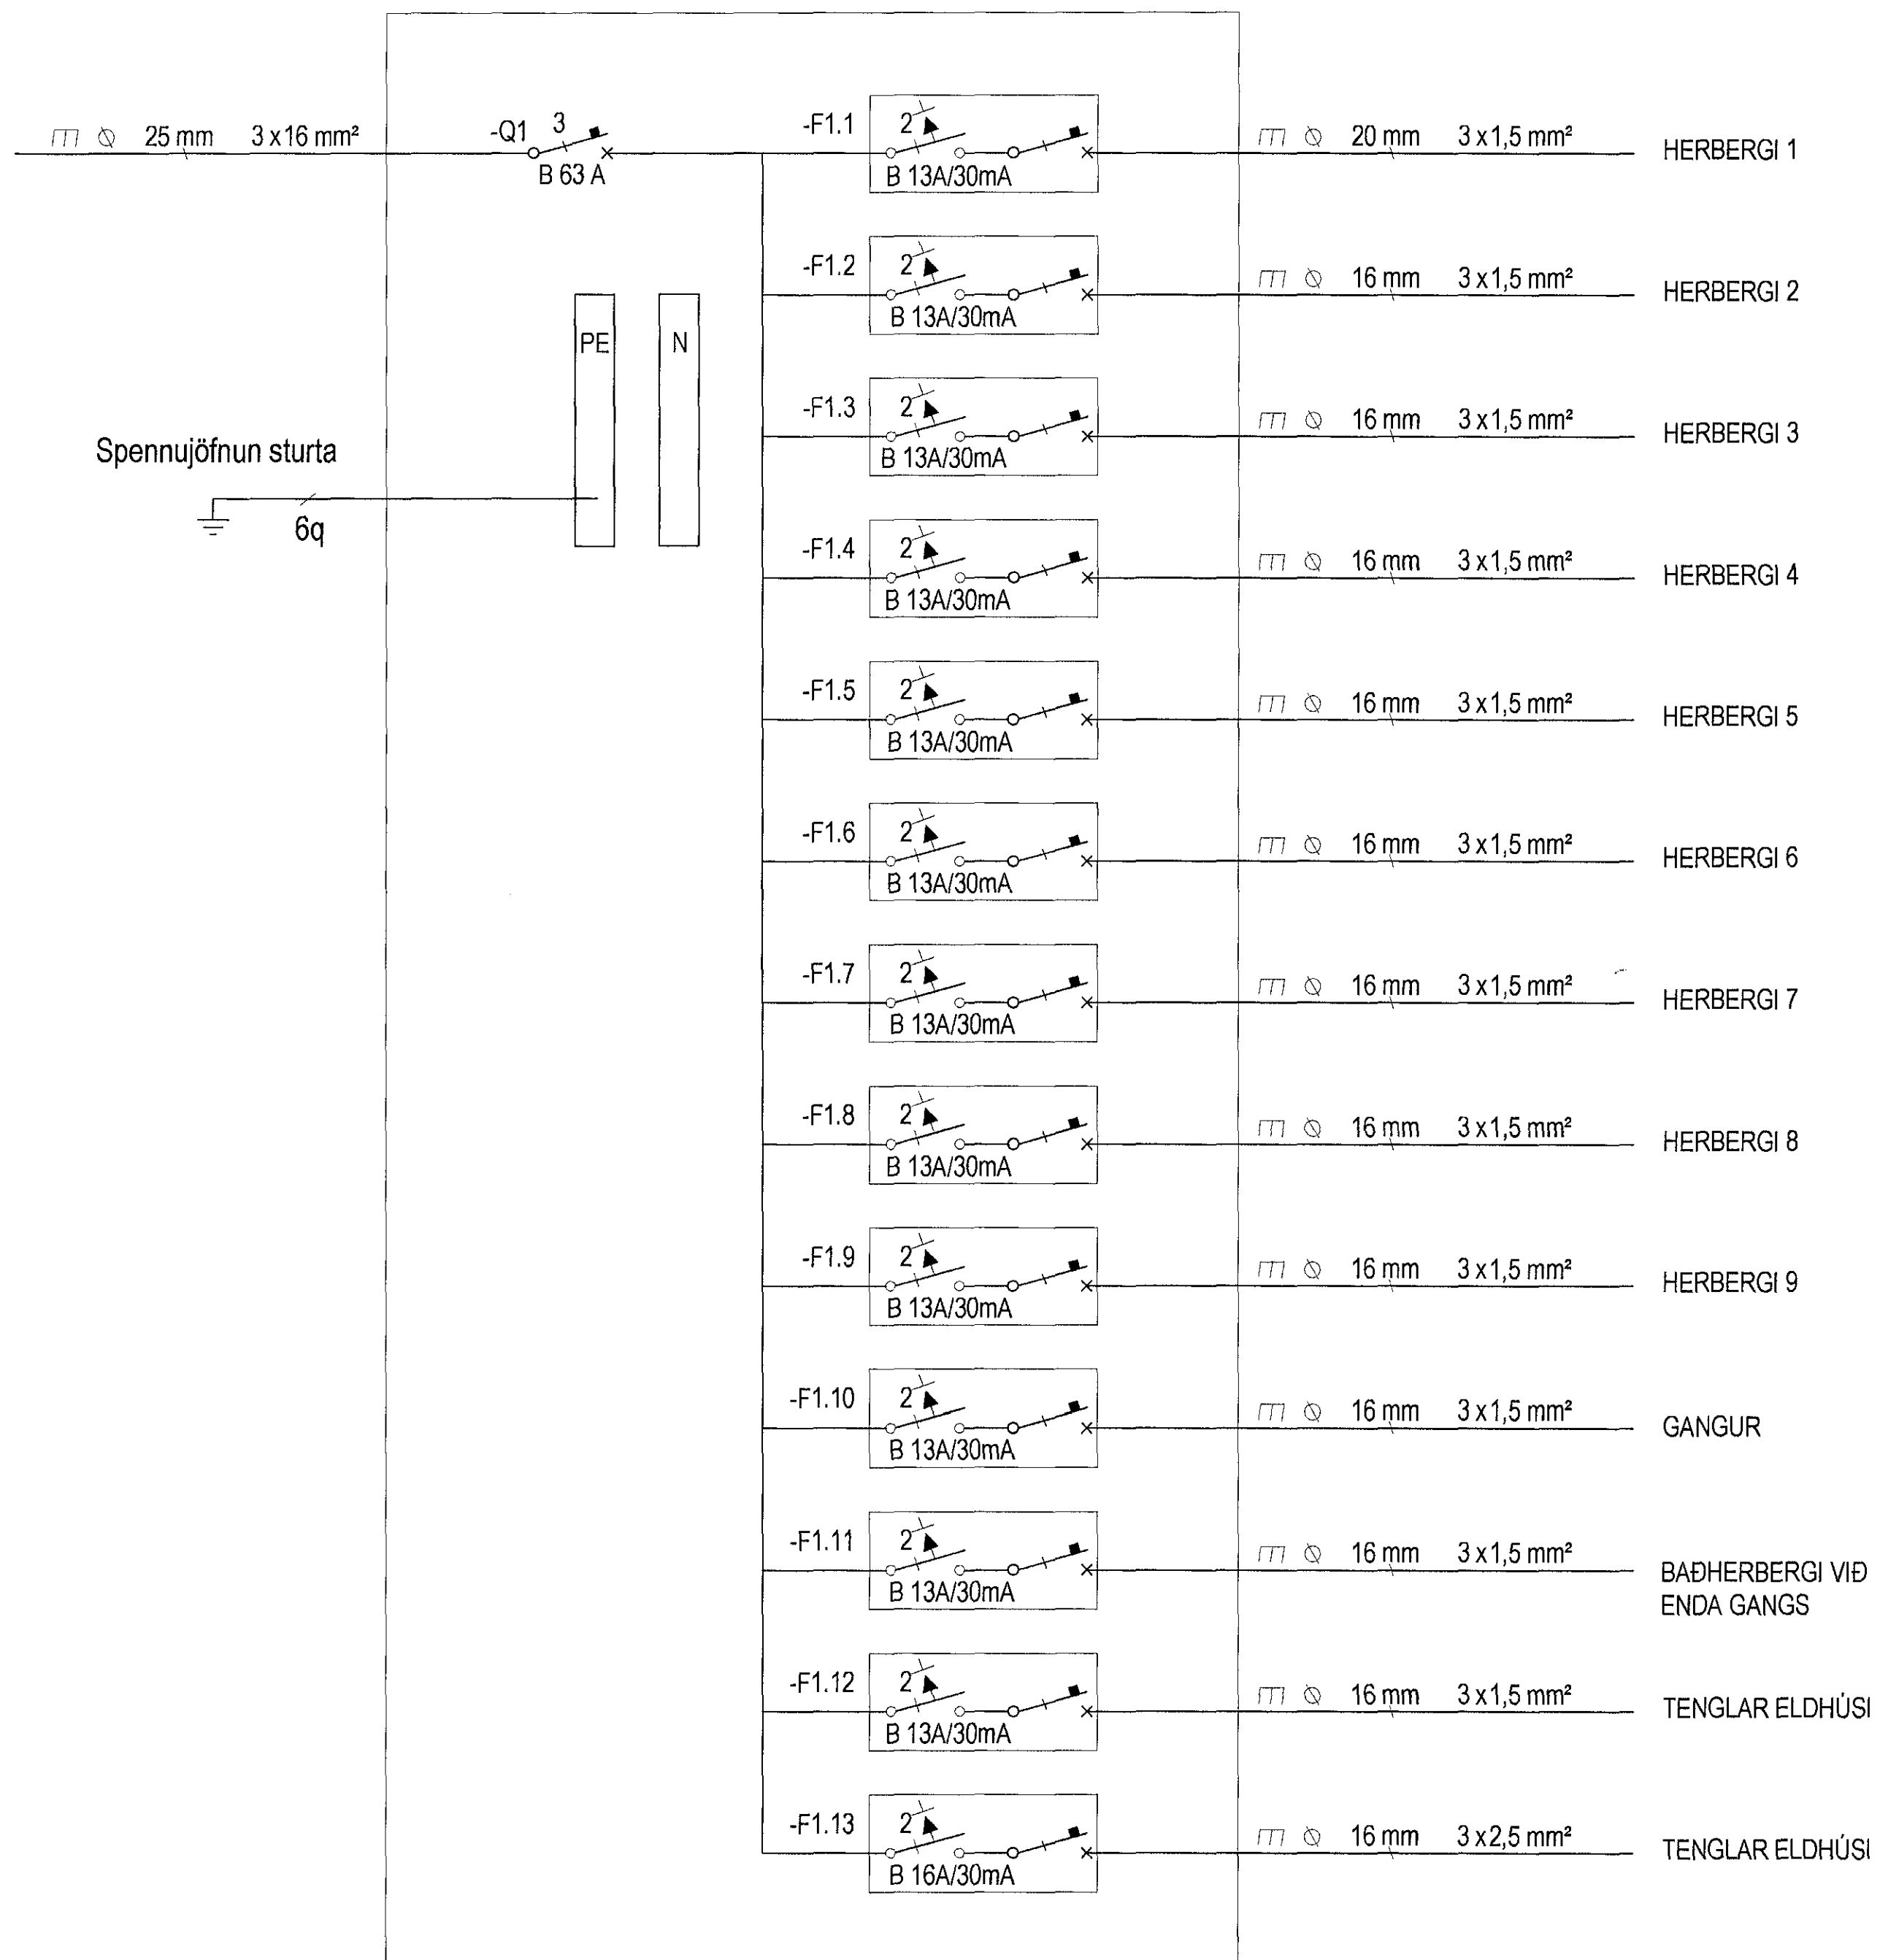 25 mm 3 x 16 mm² -Q1 3 B 63 A
-F1.1 2 B 13A/30mA 20 mm 3 x 1,5 mm² HERBERGI 1
-F1.2 2 B 13A/30mA 16 mm 3 x 1,5 mm² HERBERGI 2
PE N
-F1.3 2 B 13A/30mA 16 mm 3 x 1,5 mm² HERBERGI 3
Spennujöfnun sturta
6q
-F1.4 2 B 13A/30mA 16 mm 3 x 1,5 mm² HERBERGI 4
-F1.5 2 B 13A/30mA 16 mm 3 x 1,5 mm² HERBERGI 5
-F1.6 2 B 13A/30mA 16 mm 3 x 1,5 mm² HERBERGI 6
-F1.7 2 B 13A/30mA 16 mm 3 x 1,5 mm² HERBERGI 7
-F1.8 2 B 13A/30mA 16 mm 3 x 1,5 mm² HERBERGI 8
-F1.9 2 B 13A/30mA 16 mm 3 x 1,5 mm² HERBERGI 9
-F1.10 2 B 13A/30mA 16 mm 3 x 1,5 mm² GANGUR
-F1.11 2 B 13A/30mA 16 mm 3 x 1,5 mm² BAÐHERBERGI VIÐ
ENDA GANGS
-F1.12 2 B 13A/30mA 16 mm 3 x 1,5 mm² TENGLAR ELDHÚSI
-F1.13 2 B 16A/30mA 16 mm 3 x 2,5 mm² TENGLAR ELDHÚSI